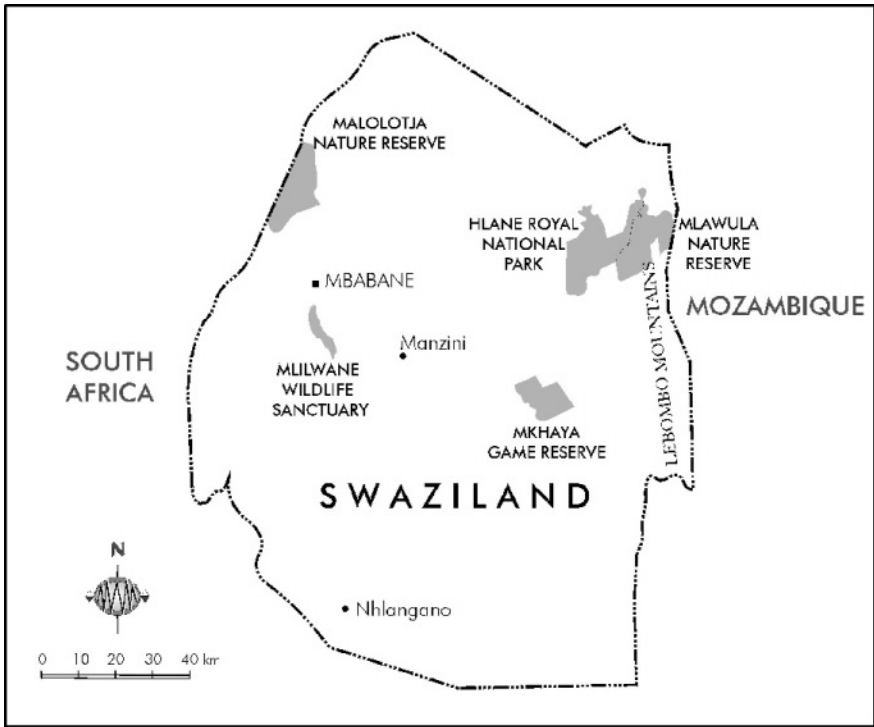 MALOLOTJA
NATURE RESERVE
HLANE ROYAL
NATIONAL
PARK
MLAWULA
NATURE
RESERVE
MBABANE
MOZAMBIQUE
LEBOMBO MOUNTAINS
Manzini
SOUTH
AFRICA
MLILWANE
WILDLIFE
SANCTUARY
MKHAYA
GAME RESERVE
SWAZILAND
N
Nhlangano
0 10 20 30 40 km